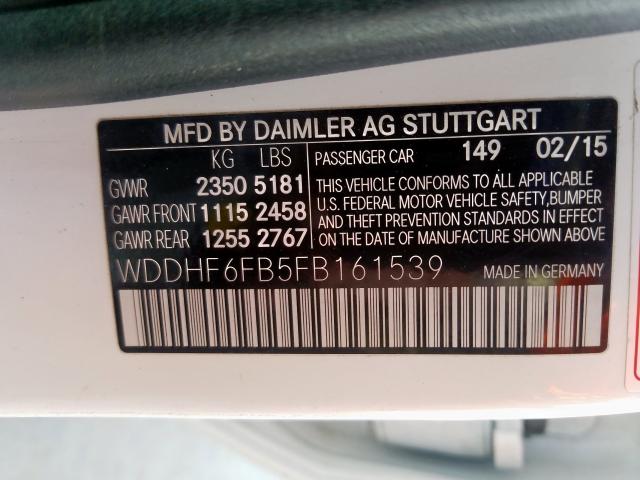 MFD BY DAIMLER AG STUTTGART
KG LBS
GVWR 2350 5181
GAWR FRONT 1115 2458
GAWR REAR 1255 2767
PASSENGER CAR 149 02/15
THIS VEHICLE CONFORMS TO ALL APPLICABLE
U.S. FEDERAL MOTOR VEHICLE SAFETY,BUMPER
AND THEFT PREVENTION STANDARDS IN EFFECT
ON THE DATE OF MANUFACTURE SHOWN ABOVE
WDDHF6FB5FB161539 MADE IN GERMANY